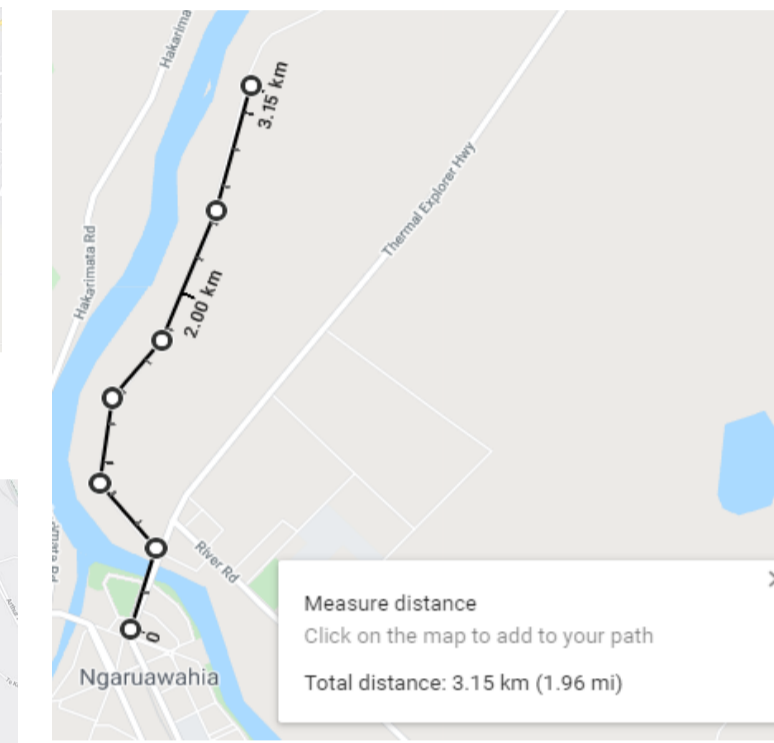 Hakarima
3.15 km
Thermal Explorer Hwy
Hakarimata Rd
2.00 km
River Rd
0
Ngaruawahia
Measure distance
Click on the map to add to your path
Total distance: 3.15 km (1.96 mi)